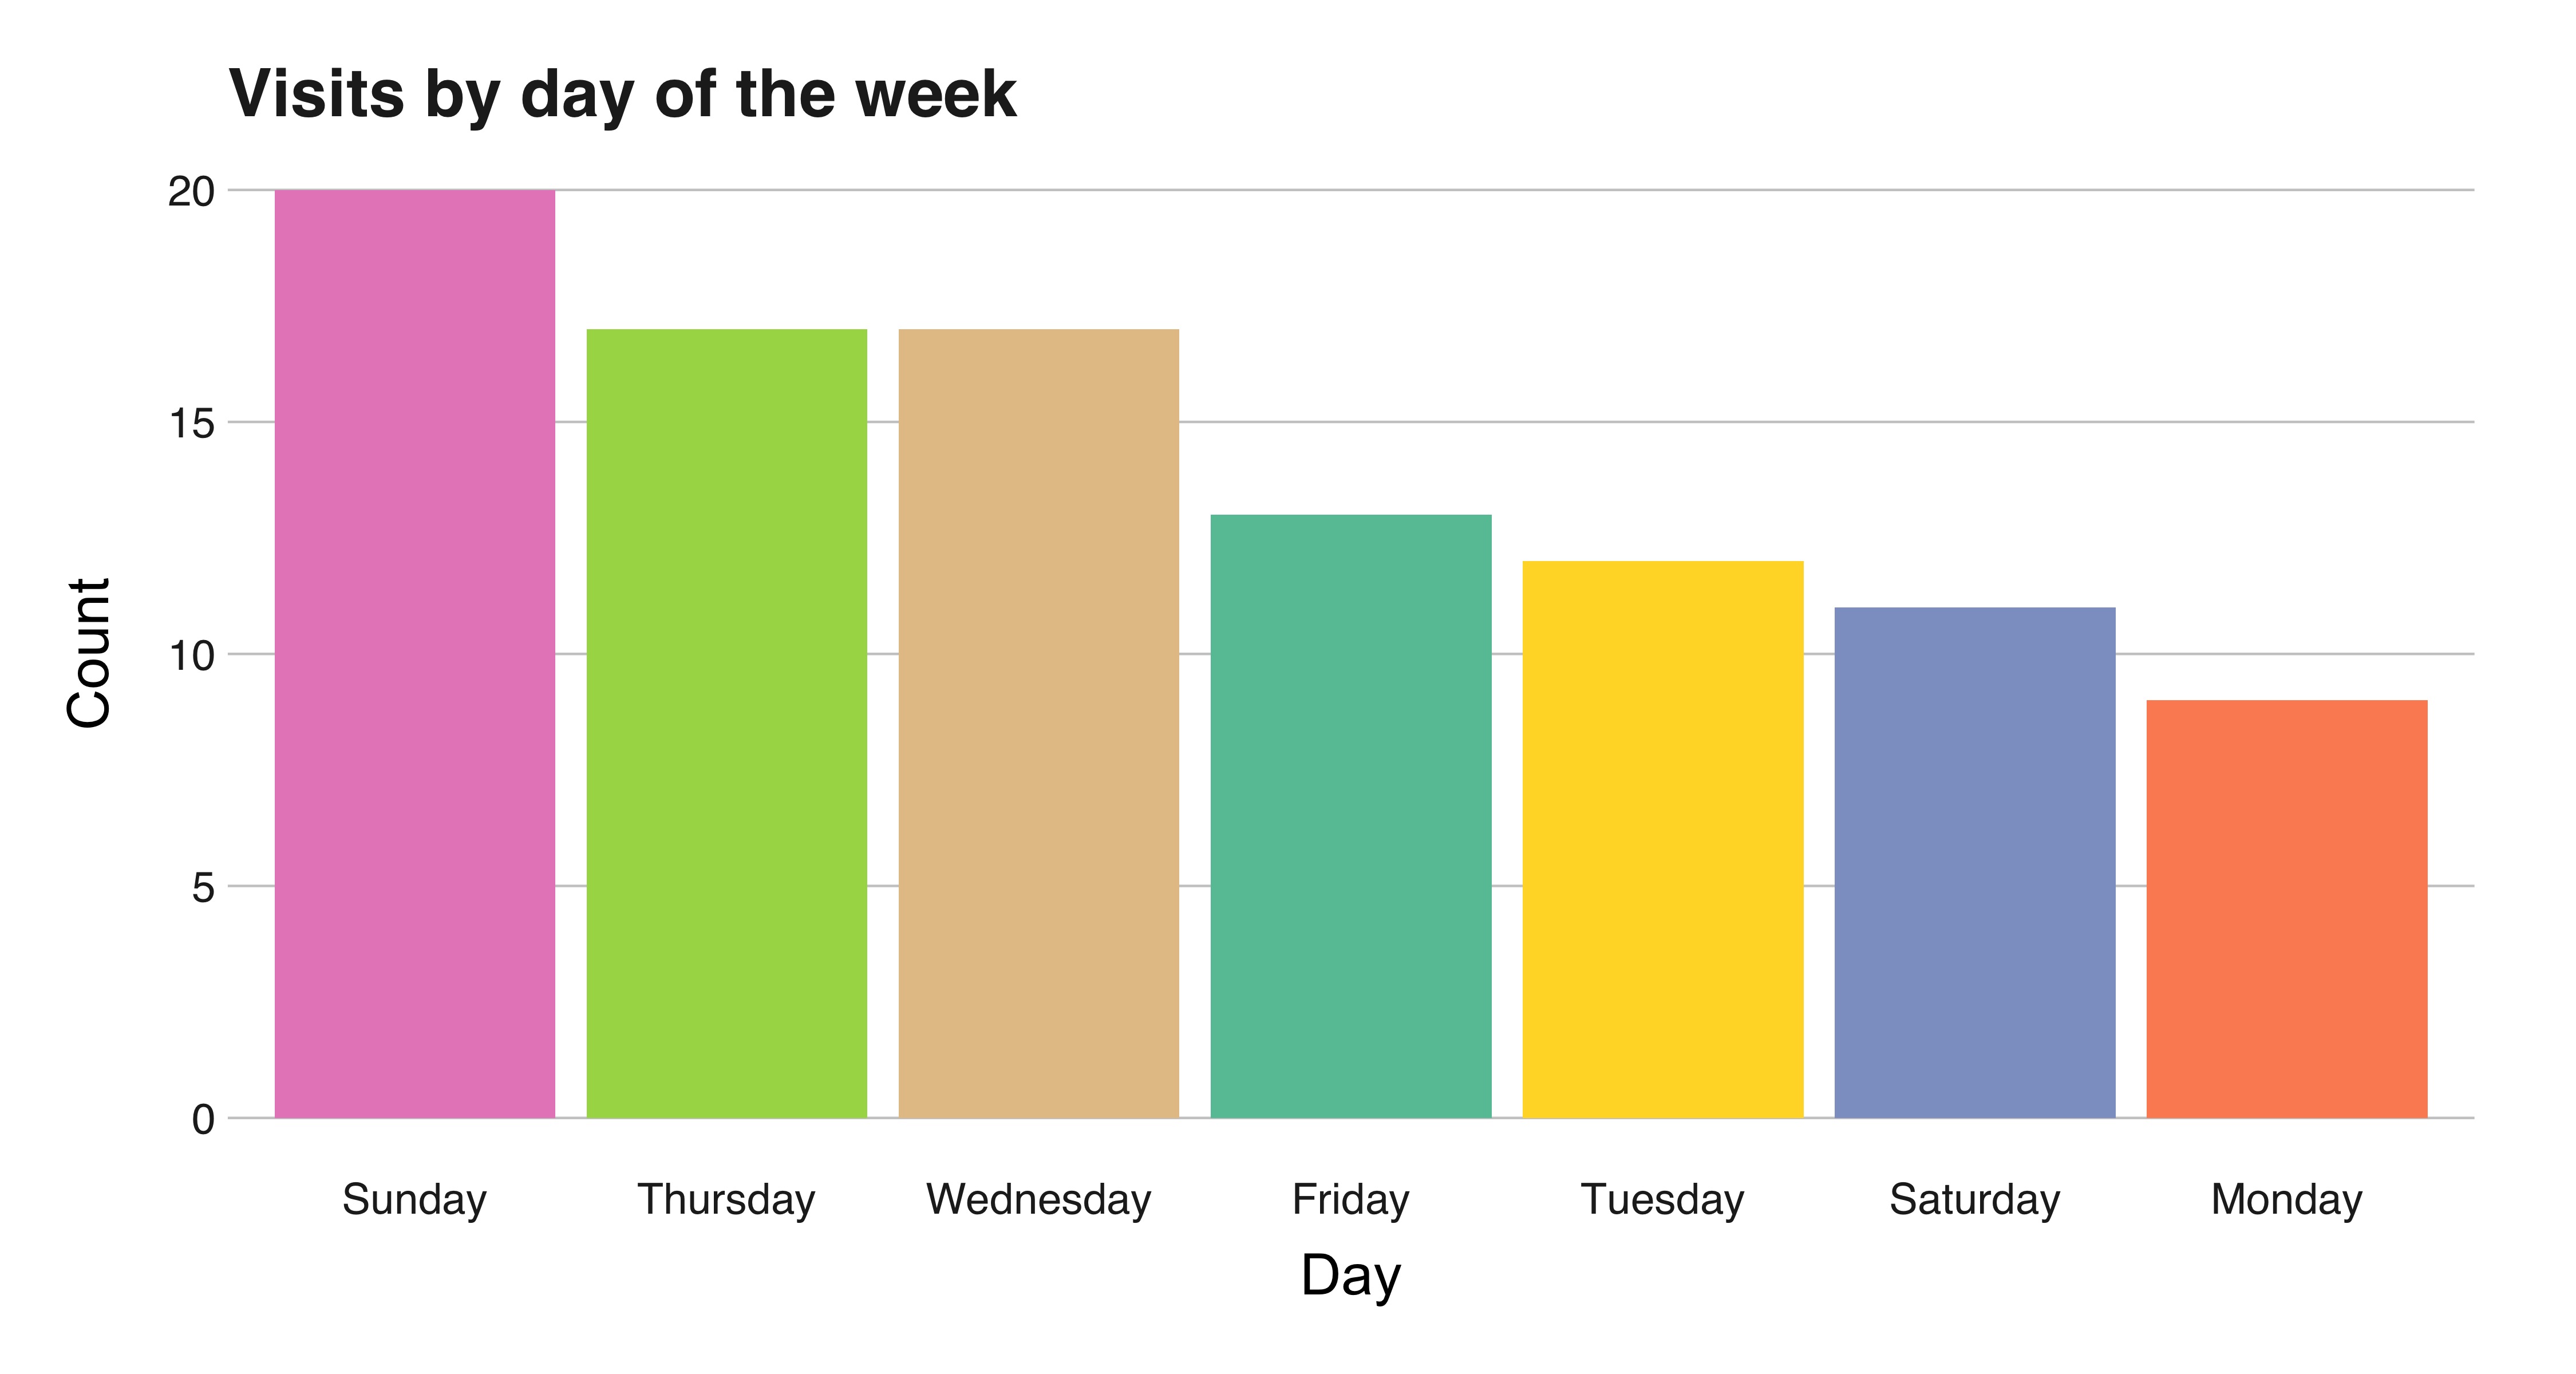 Visits by day of the week
20
15
10
5
0
Count
Sunday Thursday Wednesday Friday Tuesday Saturday Monday
Day